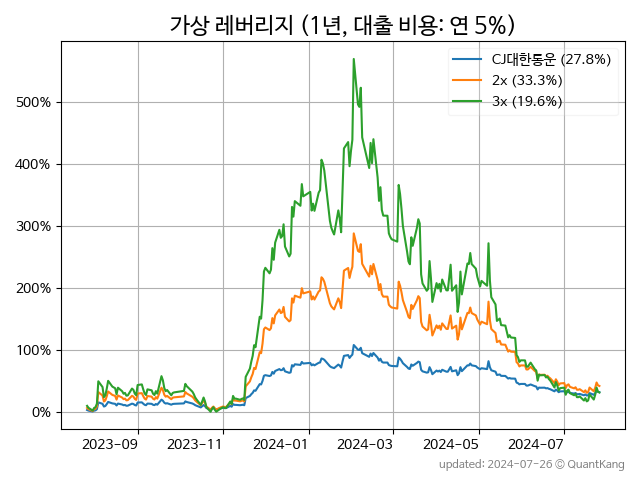 가상 레버리지 (1년, 대출 비용: 연 5%)
CJ대한통운 (27.8%)
2x (33.3%)
3x (19.6%)
500%
400%
300%
200%
100%
0%
2023-09 2023-11 2024-01 2024-03 2024-05 2024-07
updated: 2024-07-26 © QuantKang